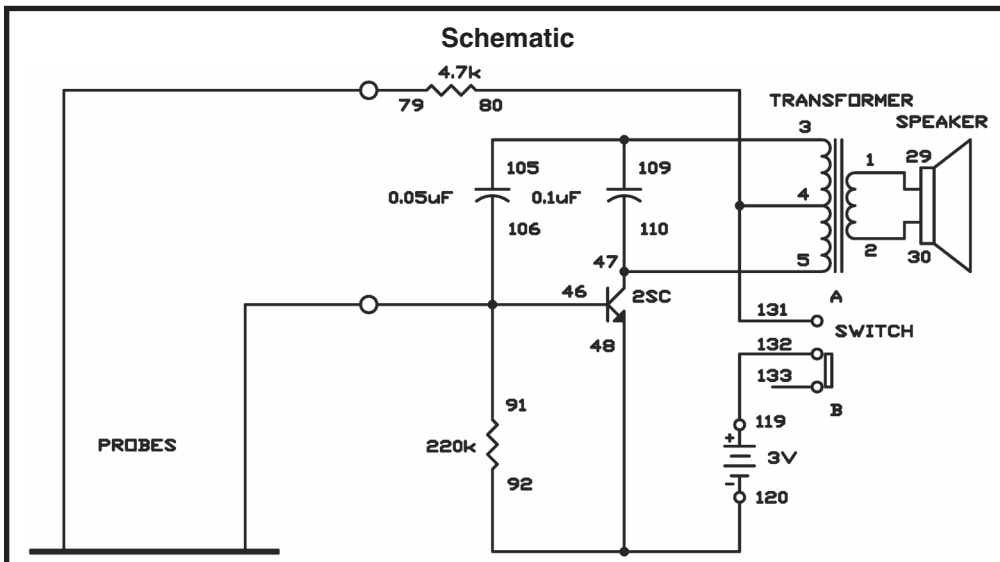 Schematic
4.7k
79 80
TRANSFORMER
SPEAKER
3
105 109
1 29
0.05uF 0.1uF
4
106 110
2 30
47 5
46 2SC
A
131
SWITCH
48
132
133
B
91
119
PROBES
220k
+ 3V
92
-
120